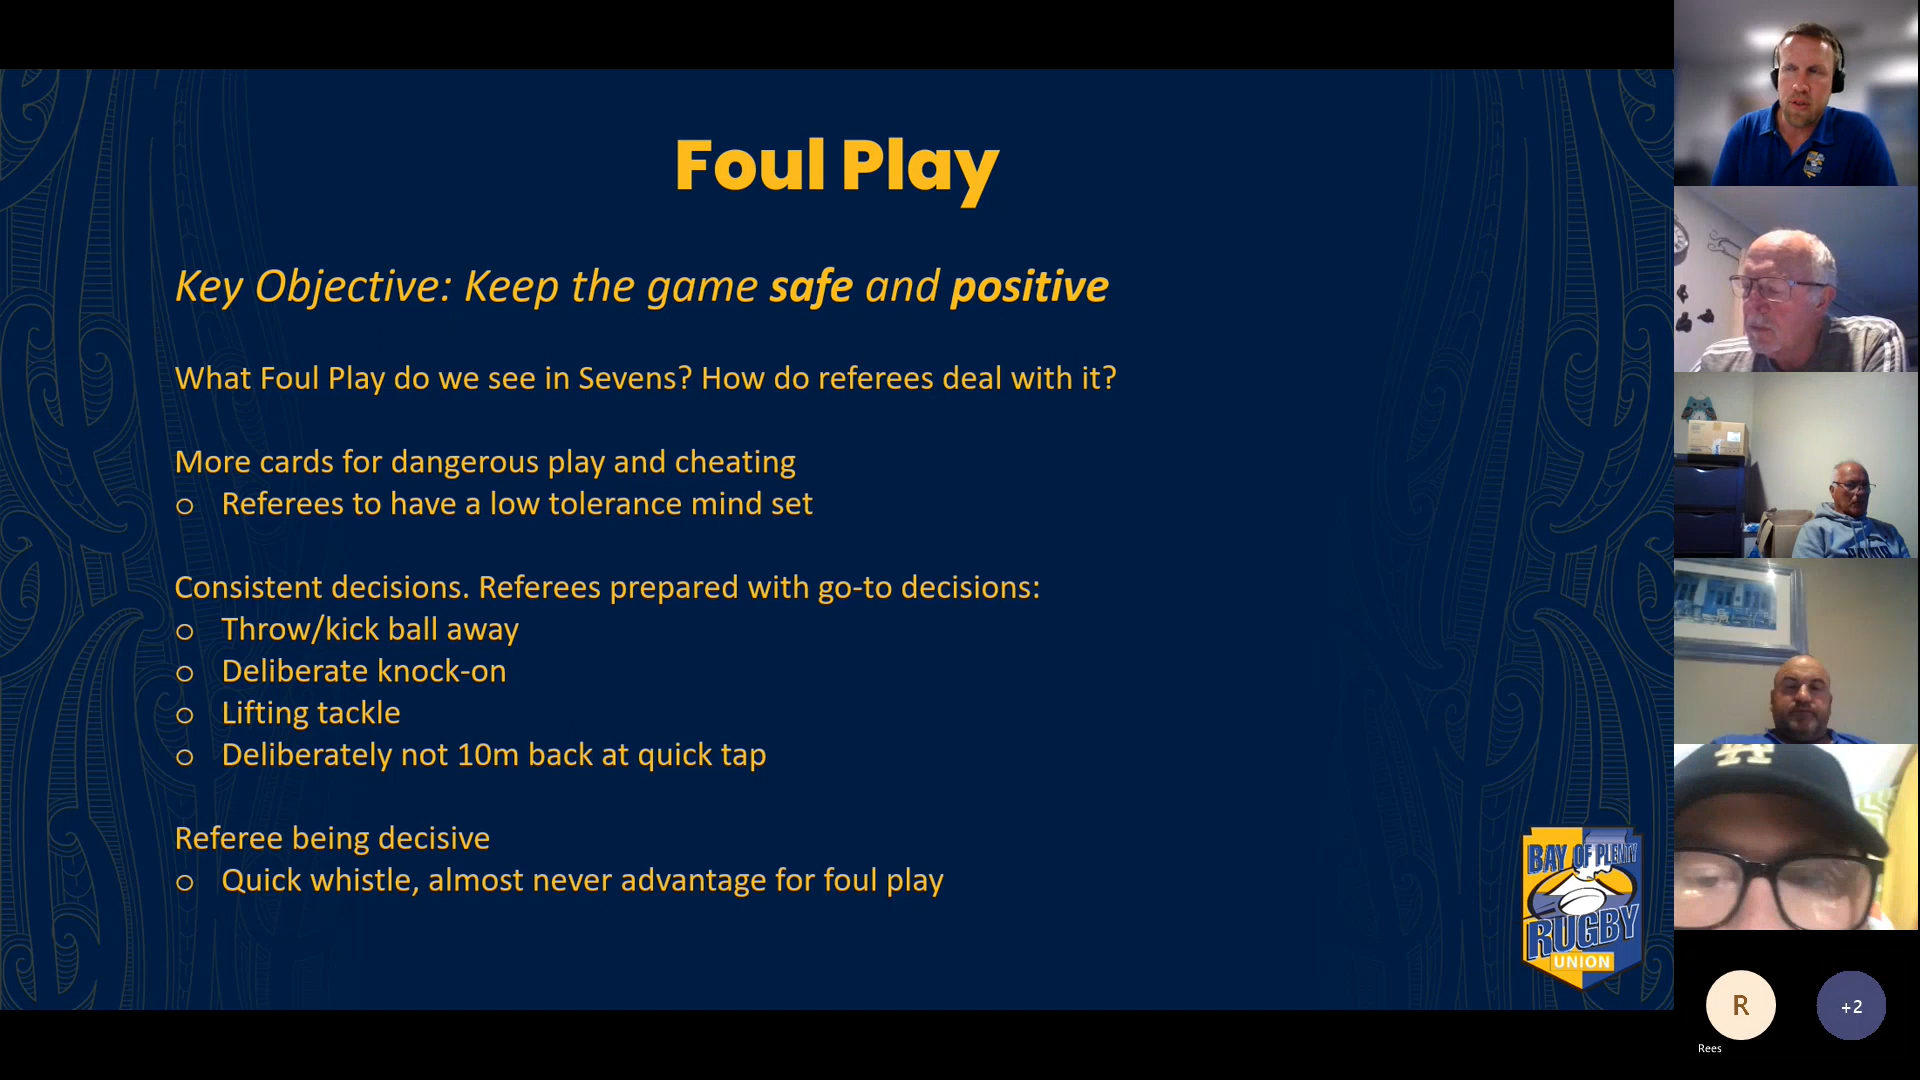 Foul Play
Key Objective: Keep the game safe and positive
What Foul Play do we see in Sevens? How do referees deal with it?
More cards for dangerous play and cheating
o Referees to have a low tolerance mind set
Consistent decisions. Referees prepared with go-to decisions:
o Throw/kick ball away
o Deliberate knock-on
o Lifting tackle
o Deliberately not 10m back at quick tap
Referee being decisive
o Quick whistle, almost never advantage for foul play
BAY OF PLENTY
RUGBY
UNION
LA
R
+2
Rees